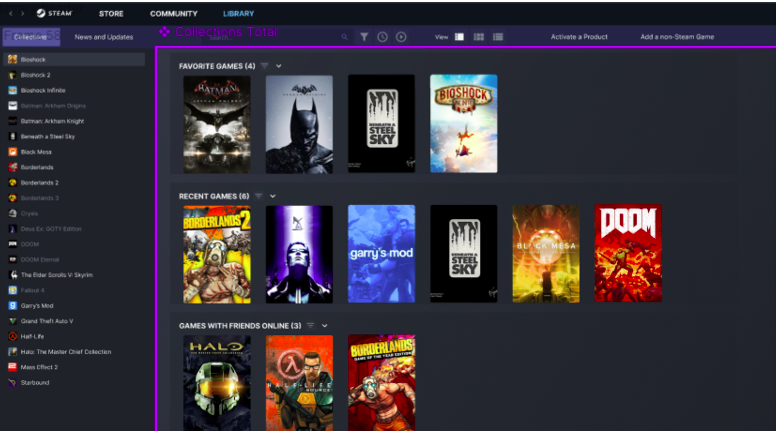 STEAM STORE COMMUNITY LIBRARY
Collections News and Updates
Collections Total
View Activate a Product Add a non-Steam Game
Bioshock
Bioshock 2
Bioshock Infinite
Batman: Arkham Origins
Batman: Arkham Knight
Beneath a Steel Sky
Black Mesa
Borderlands
Borderlands 2
Borderlands 3
Crysis
Deus Ex: GOTY Edition
DOOM
DOOM Eternal
The Elder Scrolls V: Skyrim
Fallout 4
Garry's Mod
Grand Theft Auto V
Half-Life
Halo: The Master Chief Collection
Mass Effect 2
Starbound
FAVORITE GAMES (4)
BATMAN
ARKHAM KNIGHT
BENEATH A
STEEL
SKY
BIOSHOCK
INFINITE
RECENT GAMES (6)
BORDERLANDS 2
garry's mod
BENEATH A
STEEL
SKY
BLACK MESA
DOOM
GAMES WITH FRIENDS ONLINE (3)
HALO
HALF-LIFE
SOURCE
BORDERLANDS
GAME OF THE YEAR EDITION